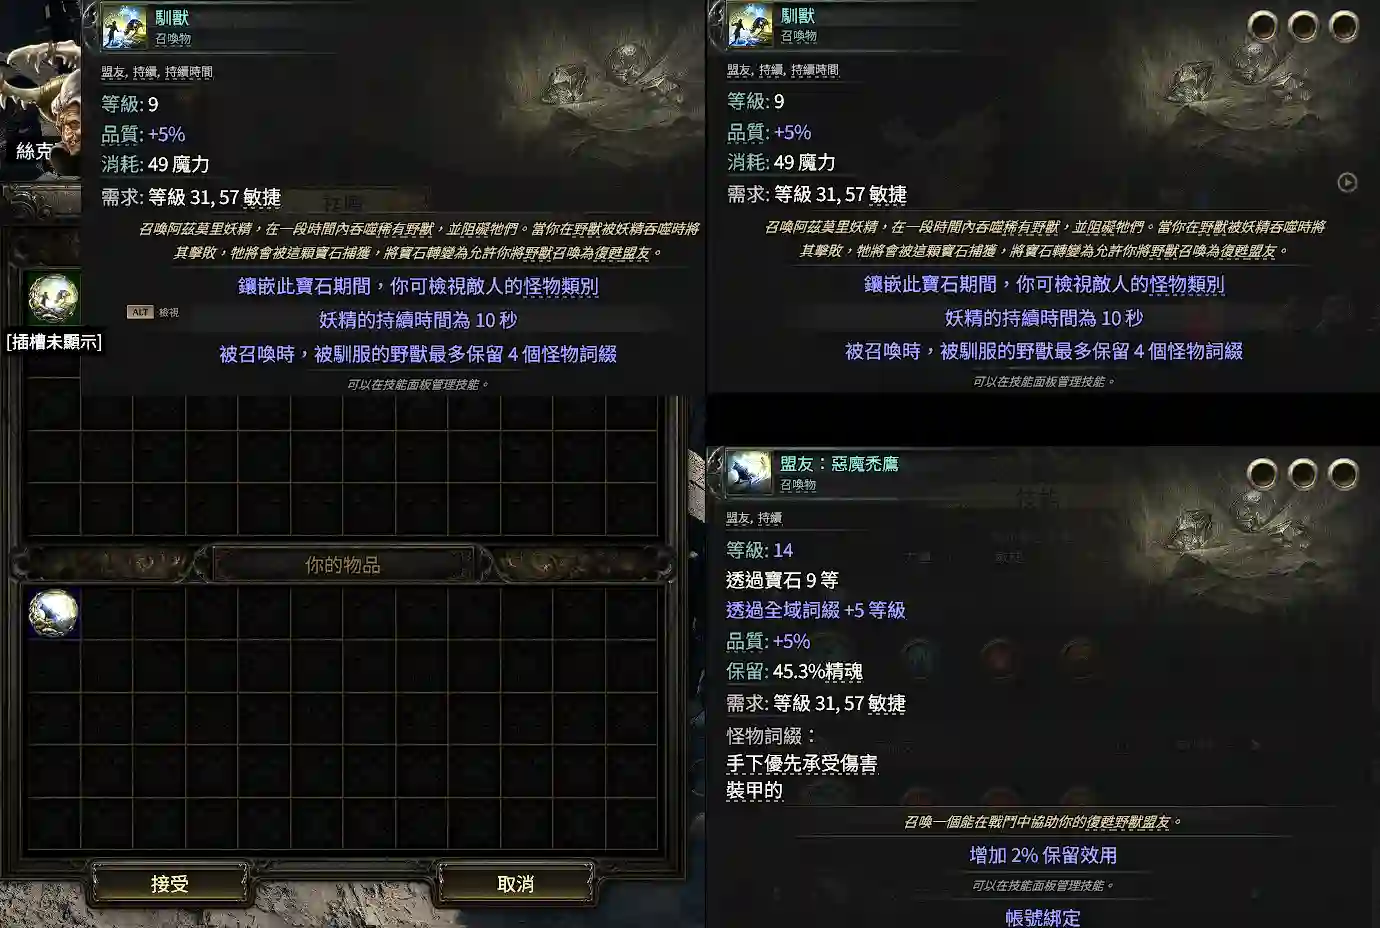 馴獸
召喚物
盟友, 持續, 持續時間
等級: 9
品質: +5%
消耗: 49 魔力
需求: 等級 31, 57 敏捷
召喚阿茲莫里妖精，在一段時間內吞噬稀有野獸，並阻礙牠們。當你在野獸被妖精吞噬時將
其擊敗，牠將會被這顆寶石捕獲，將寶石轉變為允許你將野獸召喚為復甦盟友。
鑲嵌此寶石期間，你可檢視敵人的怪物類別
ALT 檢視
妖精的持續時間為 10 秒
被召喚時，被馴服的野獸最多保留 4 個怪物詞綴
可以在技能面板管理技能。
絲克
[插槽未顯示]
你的物品
接受
取消
馴獸
召喚物
盟友, 持續, 持續時間
等級: 9
品質: +5%
消耗: 49 魔力
需求: 等級 31, 57 敏捷
召喚阿茲莫里妖精，在一段時間內吞噬稀有野獸，並阻礙牠們。當你在野獸被妖精吞噬時將
其擊敗，牠將會被這顆寶石捕獲，將寶石轉變為允許你將野獸召喚為復甦盟友。
鑲嵌此寶石期間，你可檢視敵人的怪物類別
妖精的持續時間為 10 秒
被召喚時，被馴服的野獸最多保留 4 個怪物詞綴
可以在技能面板管理技能。
盟友：惡魔禿鷹
召喚物
盟友, 持續
等級: 14
透過寶石 9 等
透過全域詞綴 +5 等級
品質: +5%
保留: 45.3%精魂
需求: 等級 31, 57 敏捷
怪物詞綴：
手下優先承受傷害
裝甲的
召喚一個能在戰鬥中協助你的復甦野獸盟友。
增加 2% 保留效用
可以在技能面板管理技能。
帳號綁定